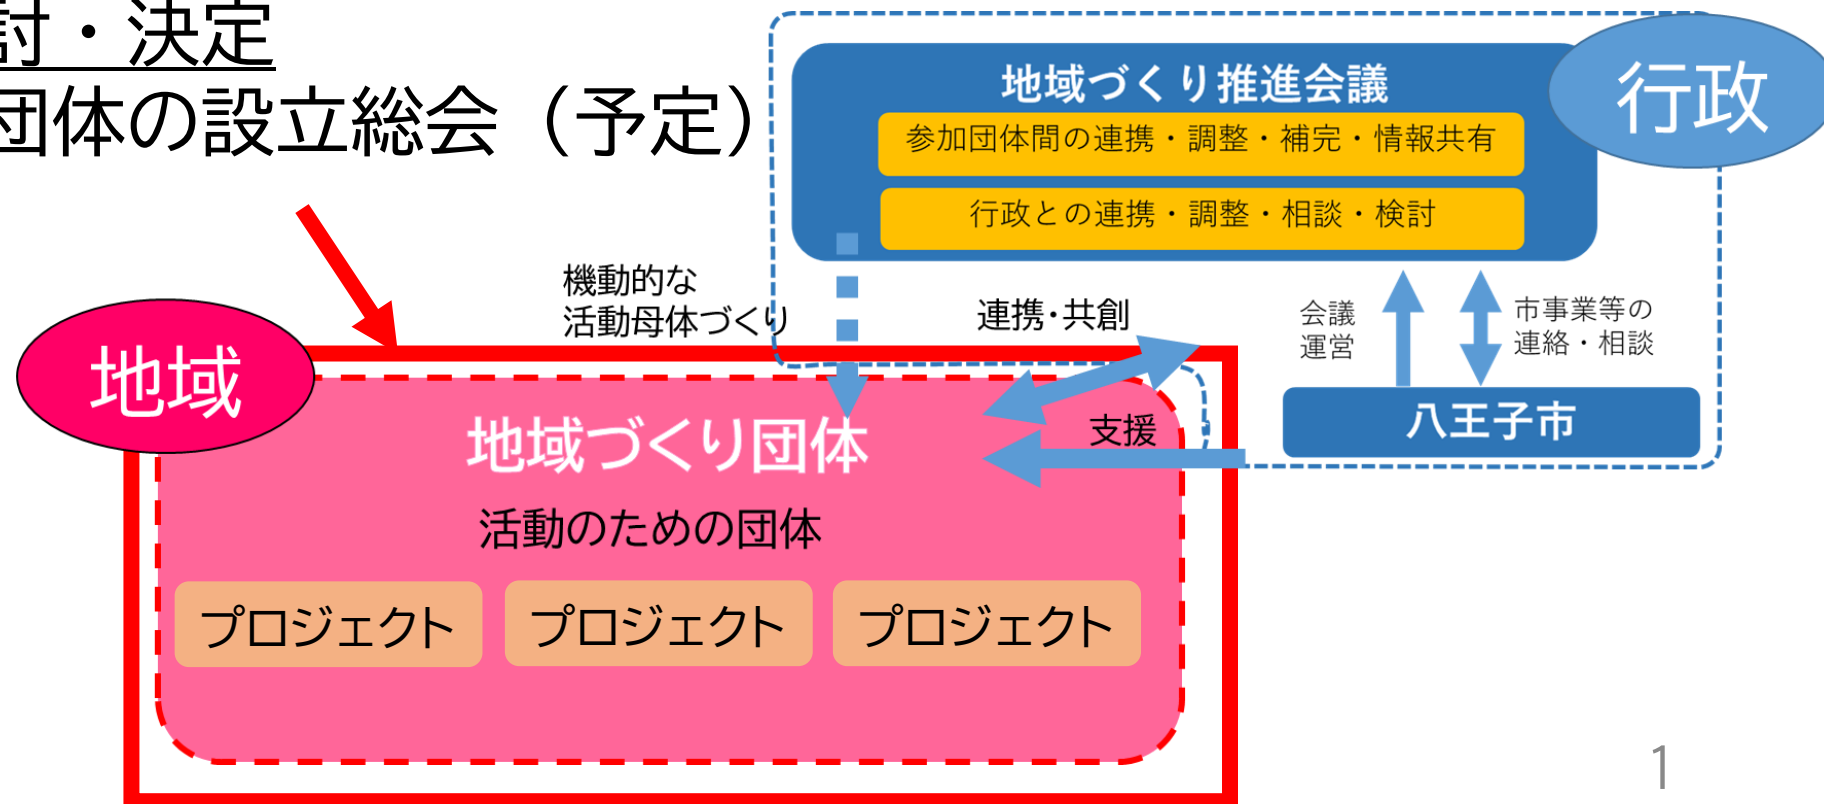 討・決定
団体の設立総会（予定）
行政
地域づくり推進会議
参加団体間の連携・調整・補完・情報共有
行政との連携・調整・相談・検討
機動的な
活動母体づくり
連携・共創
会議
運営
市事業等の
連絡・相談
八王子市
地域
支援
地域づくり団体
活動のための団体
プロジェクト
プロジェクト
プロジェクト
1